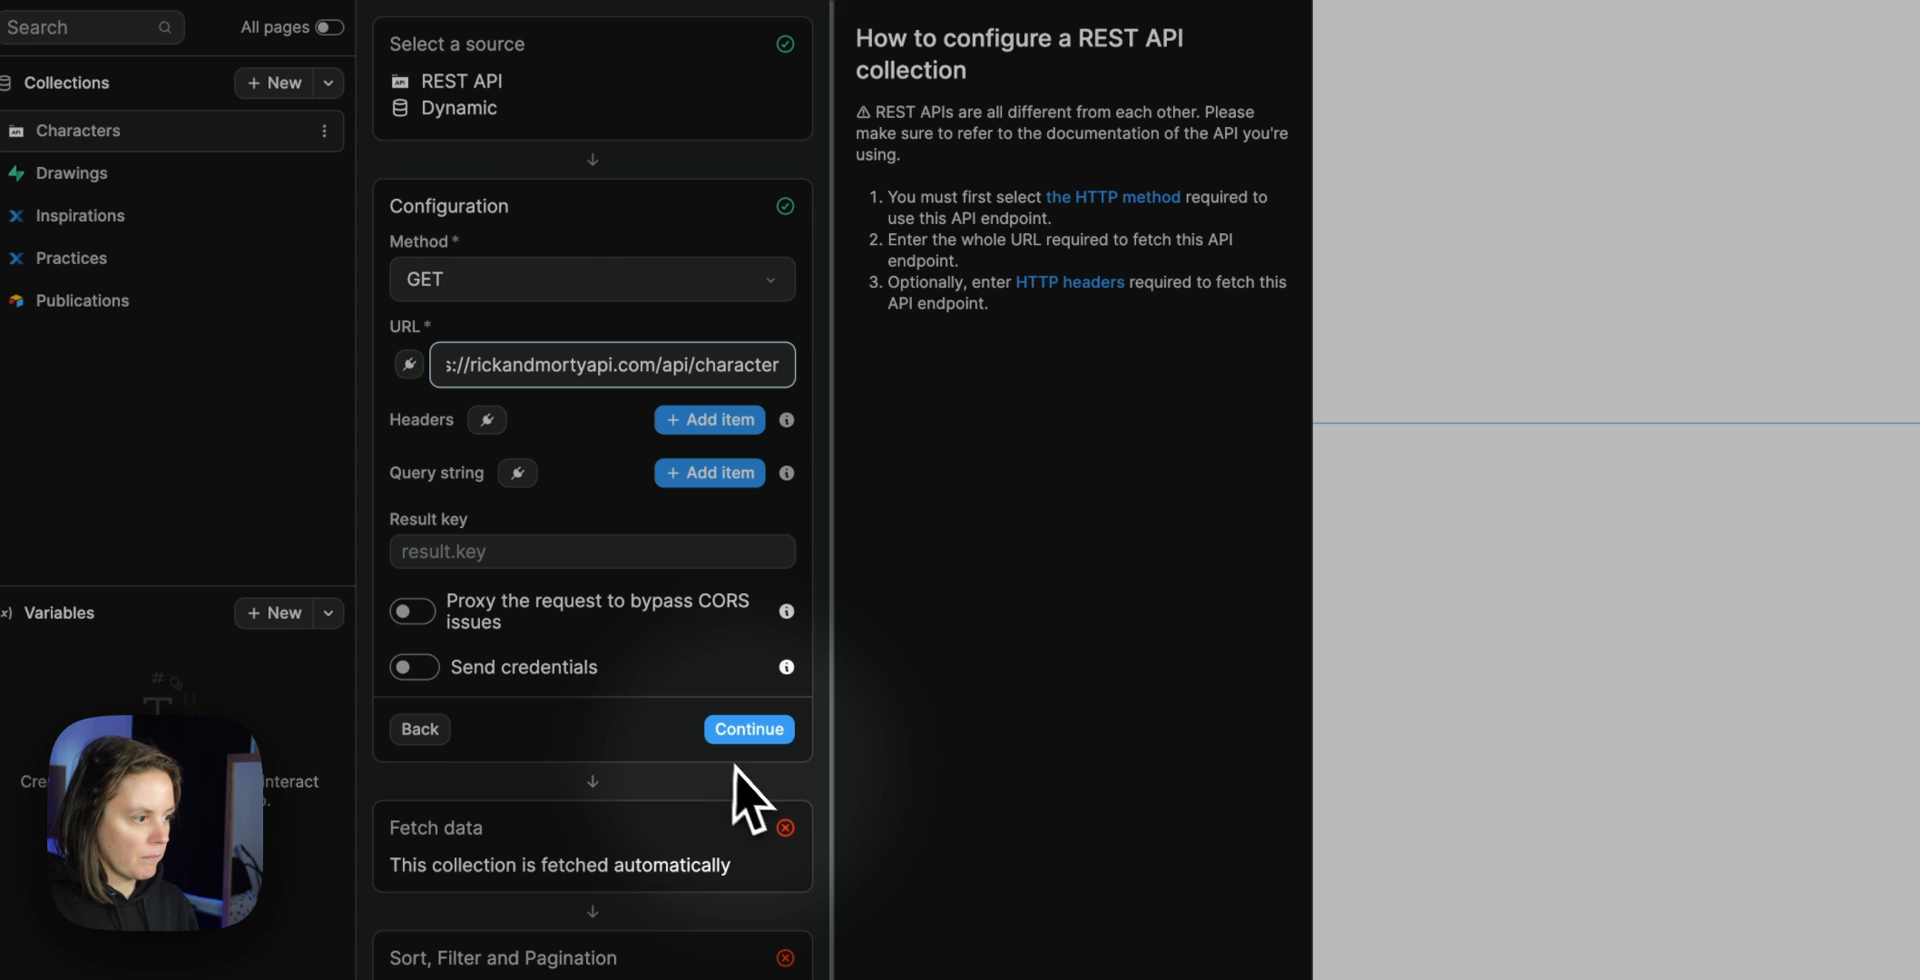 Search
All pages
Collections
+ New
Characters
Drawings
Inspirations
Practices
Publications
Variables
+ New
Cre
interact
Select a source
REST API
Dynamic
Configuration
Method *
GET
URL *
s://rickandmortyapi.com/api/character
Headers
+ Add item
Query string
+ Add item
Result key
result.key
Proxy the request to bypass CORS
issues
Send credentials
Back
Continue
Fetch data
This collection is fetched automatically
Sort, Filter and Pagination
How to configure a REST API
collection
⚠ REST APIs are all different from each other. Please
make sure to refer to the documentation of the API you're
using.
1. You must first select the HTTP method required to
use this API endpoint.
2. Enter the whole URL required to fetch this API
endpoint.
3. Optionally, enter HTTP headers required to fetch this
API endpoint.